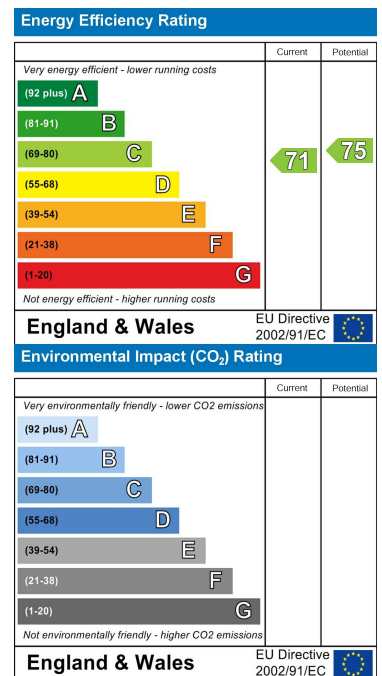 Energy Efficiency Rating
Current Potential
Very energy efficient - lower running costs
(92 plus) A
(81-91) B
(69-80) C
71 75
(55-68) D
(39-54) E
(21-38) F
(1-20) G
Not energy efficient - higher running costs
England & Wales
EU Directive
2002/91/EC
Environmental Impact (CO₂) Rating
Current Potential
Very environmentally friendly - lower CO2 emissions
(92 plus) A
(81-91) B
(69-80) C
(55-68) D
(39-54) E
(21-38) F
(1-20) G
Not environmentally friendly - higher CO2 emissions
England & Wales
EU Directive
2002/91/EC